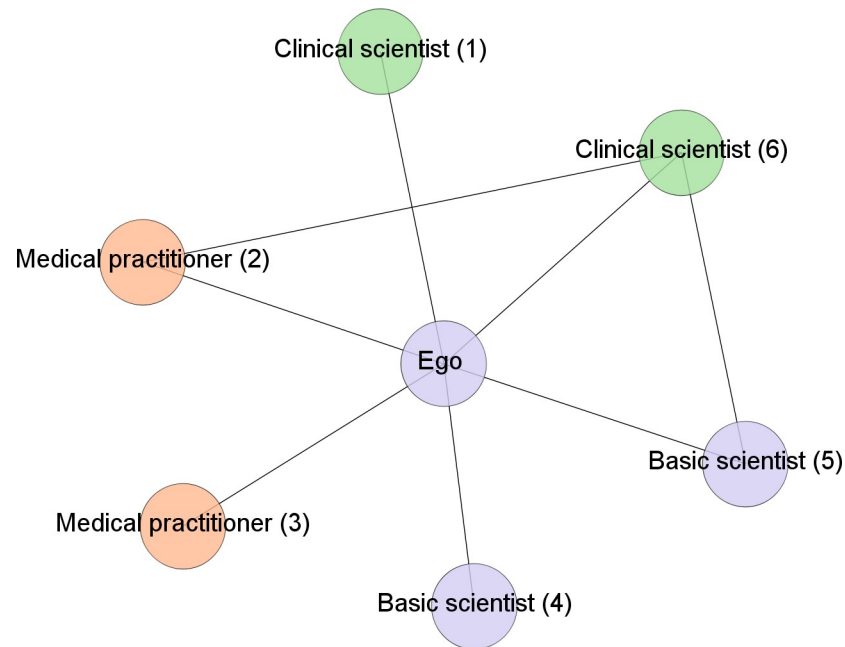 Clinical scientist (1)
Clinical scientist (6)
Medical practitioner (2)
Ego
Basic scientist (5)
Medical practitioner (3)
Basic scientist (4)